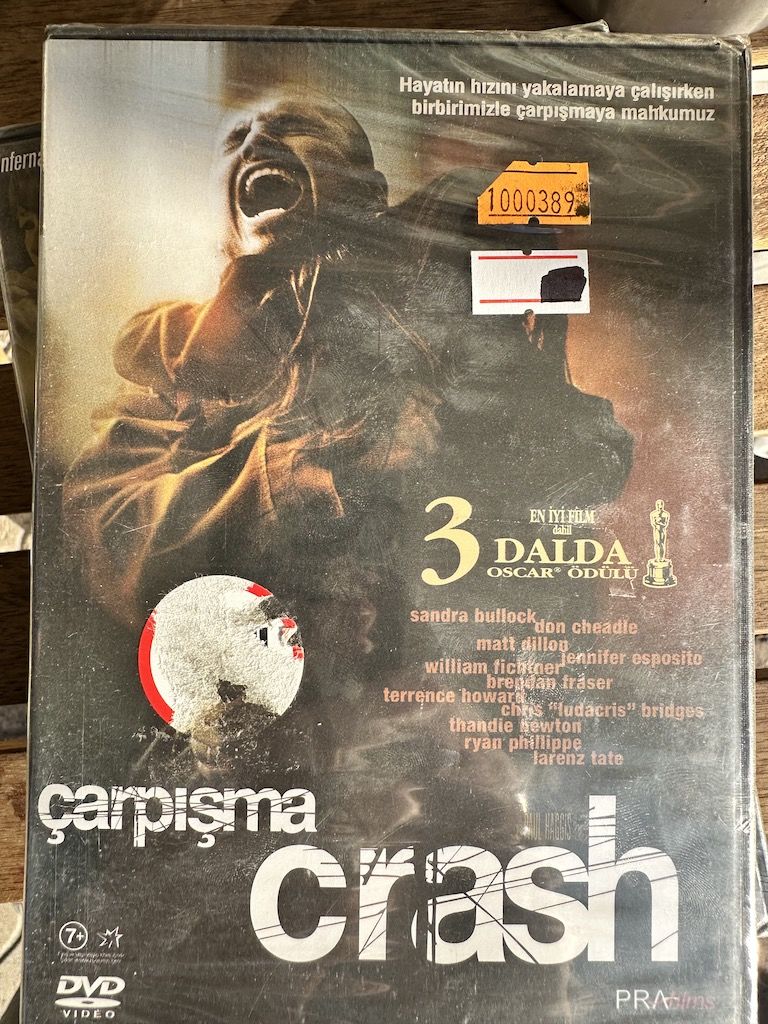 Hayatın hızını yakalamaya çalışırken
birbirimizle çarpışmaya mahkumuz
nferna
1000389
3
EN İYİ FİLM
dahil
DALDA
OSCAR® ÖDÜLÜ
sandra bullock
don cheadle
matt dillon
jennifer esposito
william fichtner
brendan fraser
terrence howard
chris "ludacris" bridges
thandie newton
ryan phillippe
larenz tate
çarpışma
crash
7+
DVD
VIDEO
PRA films